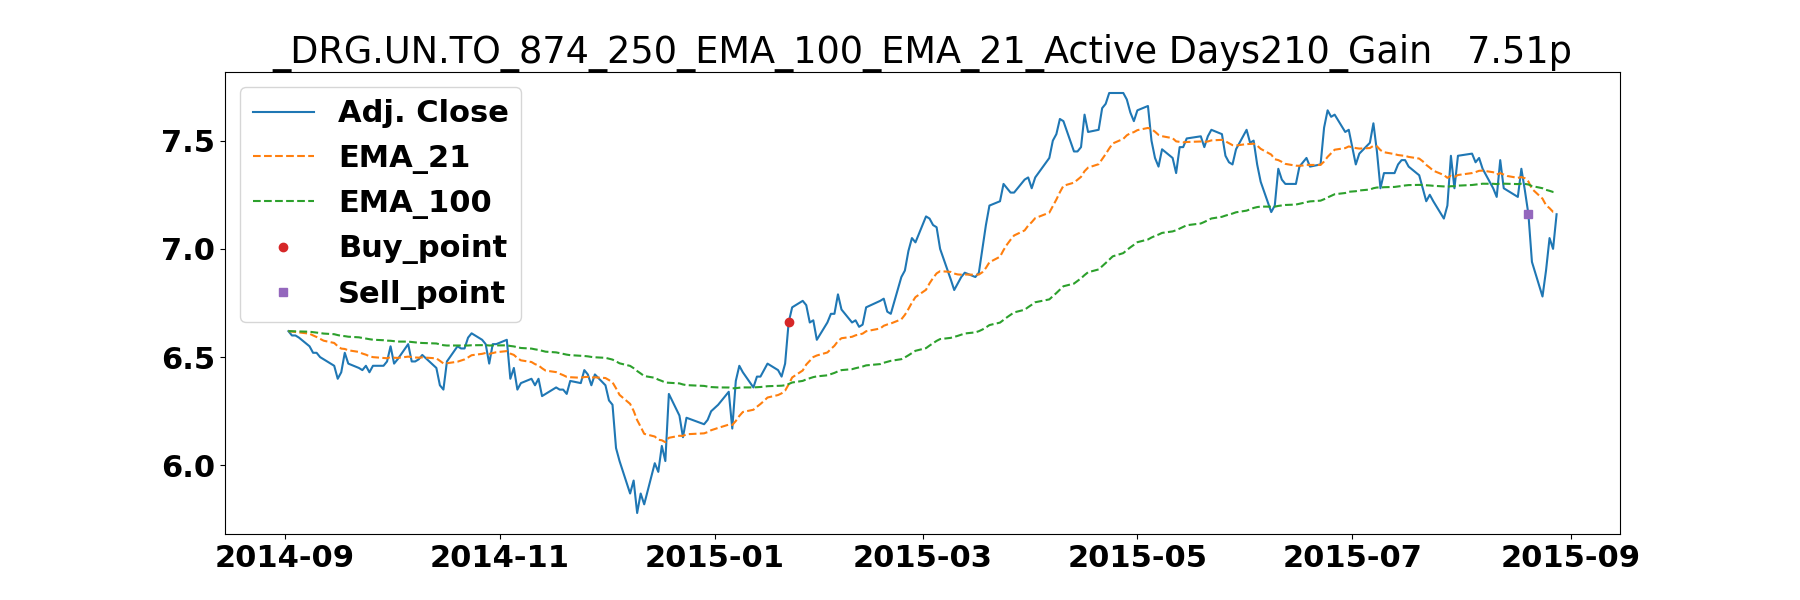 _DRG.UN.TO_874_250_EMA_100_EMA_21_Active Days210_Gain   7.51p
Adj. Close
EMA_21
EMA_100
Buy_point
Sell_point
7.5
7.0
6.5
6.0
2014-09 2014-11 2015-01 2015-03 2015-05 2015-07 2015-09